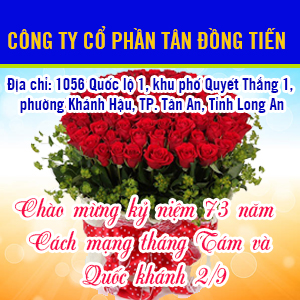 CÔNG TY CỔ PHẦN TÂN ĐỒNG TIẾN
Địa chỉ: 1056 Quốc lộ 1, khu phố Quyết Thắng 1,
phường Khánh Hậu, TP. Tân An, Tỉnh Long An
Chào mừng kỷ niệm 73 năm
Cách mạng tháng Tám và
Quốc khánh 2/9